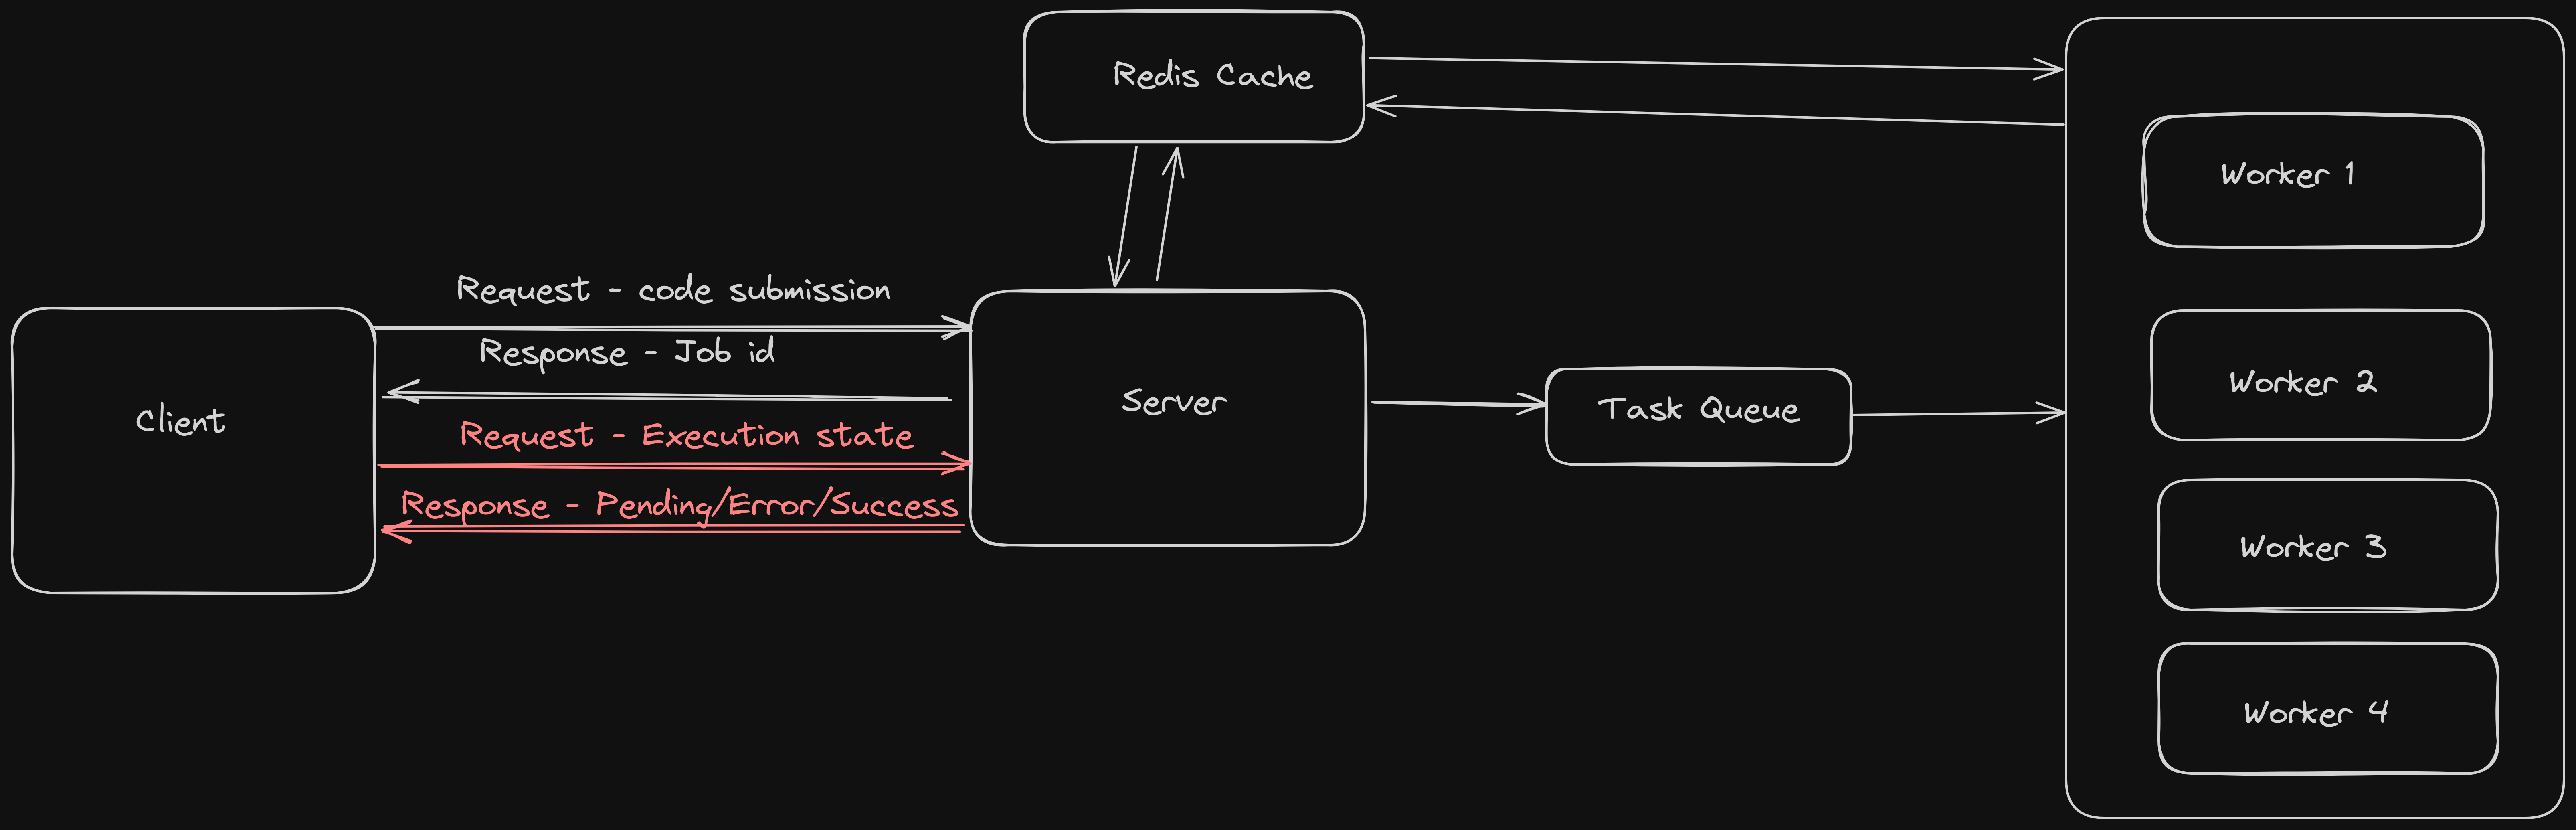 Redis Cache
Worker 1
Request - code submission
Response - Job id
Client
Server
Task Queue
Worker 2
Request - Execution state
Response - Pending/Error/Success
Worker 3
Worker 4